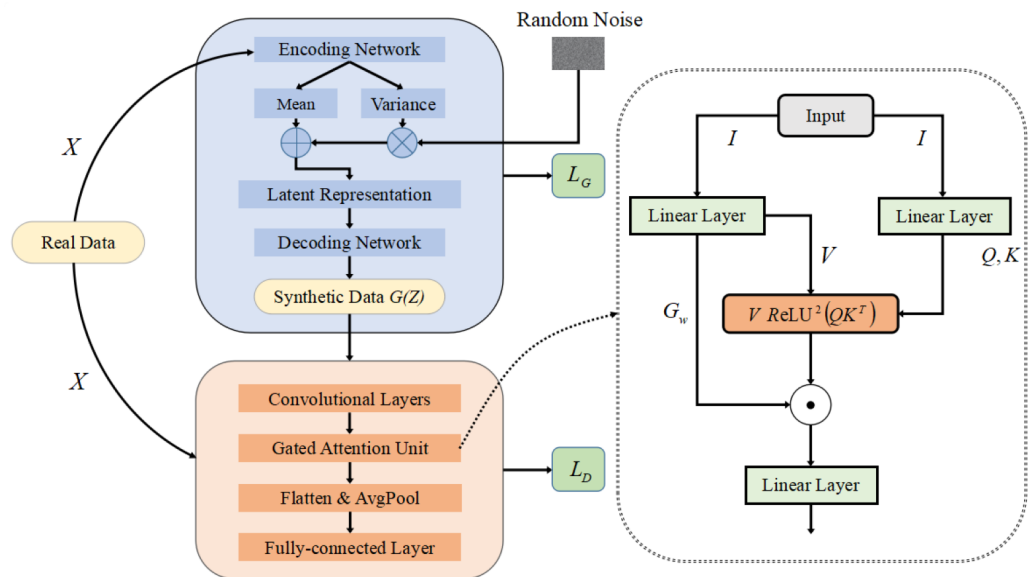 Random Noise
Encoding Network
Mean
Variance
X
Latent Representation
L_G
Real Data
Decoding Network
Synthetic Data G(Z)
X
Convolutional Layers
Gated Attention Unit
L_D
Flatten & AvgPool
Fully-connected Layer
Input
I
I
Linear Layer
Linear Layer
V
Q, K
G_w
V ReLU² (QKᵀ)
Linear Layer